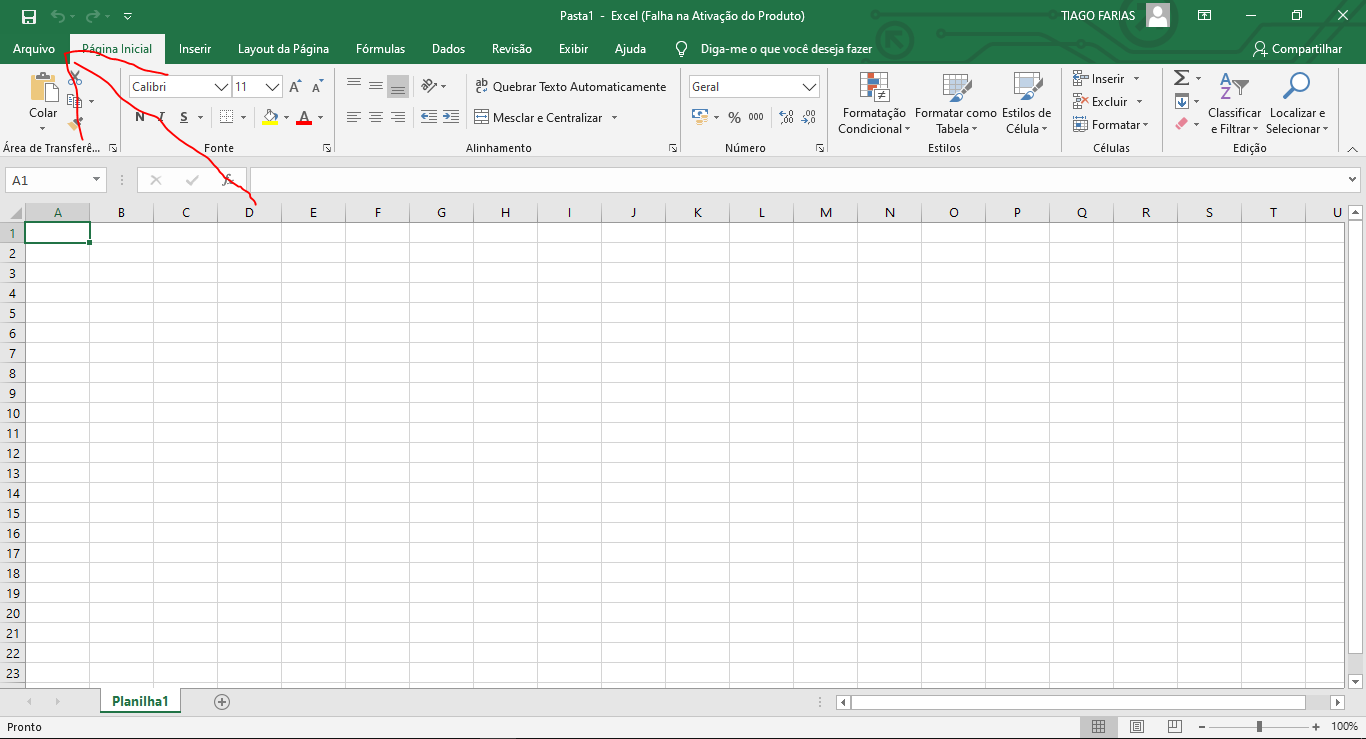 Pasta1 - Excel (Falha na Ativação do Produto)
TIAGO FARIAS
Arquivo Página Inicial Inserir Layout da Página Fórmulas Dados Revisão Exibir Ajuda Diga-me o que você deseja fazer Compartilhar
Calibri 11 A A ab Quebrar Texto Automaticamente Geral Inserir Σ
Colar Formatação Condicional Formatar como Tabela Estilos de Célula Excluir Classificar e Filtrar Localizar e Selecionar
N I S A Mesclar e Centralizar % 000 Formatar
Área de Transferê... Fonte Alinhamento Número Estilos Células Edição
A1 fx
A B C D E F G H I J K L M N O P Q R S T U
1
2
3
4
5
6
7
8
9
10
11
12
13
14
15
16
17
18
19
20
21
22
23
Planilha1
Pronto 100%